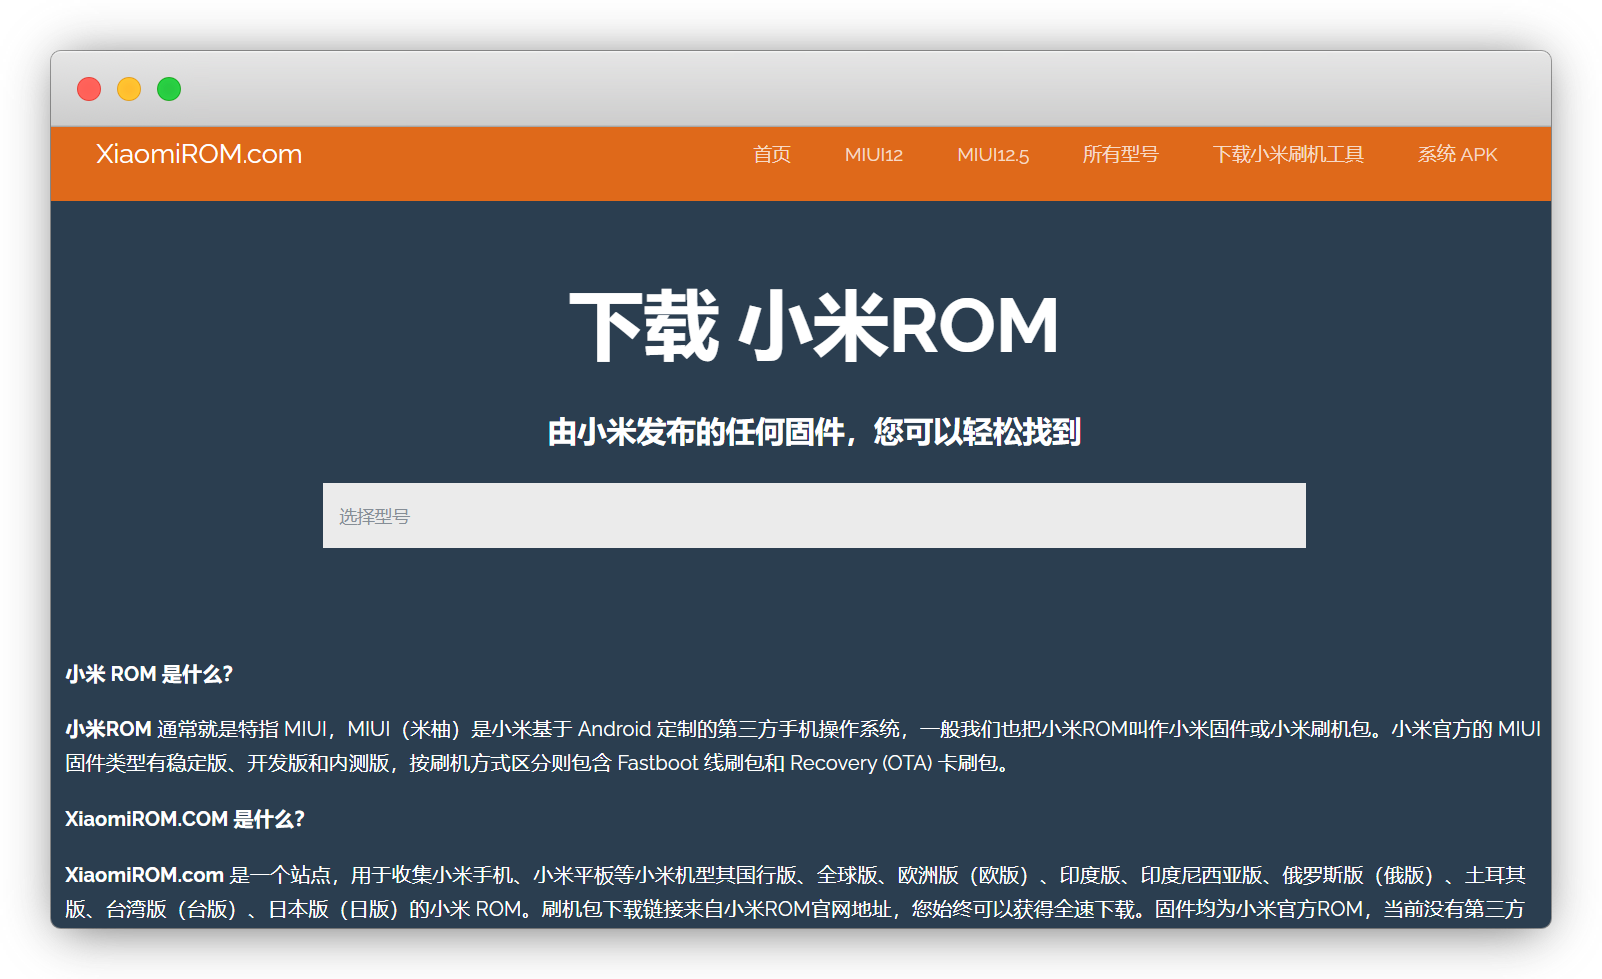 XiaomiROM.com 首页 MIUI12 MIUI12.5 所有型号 下载小米刷机工具 系统 APK
下载 小米ROM
由小米发布的任何固件，您可以轻松找到
选择型号
小米 ROM 是什么？
小米ROM 通常就是特指 MIUI，MIUI（米柚）是小米基于 Android 定制的第三方手机操作系统，一般我们也把小米ROM叫作小米固件或小米刷机包。小米官方的 MIUI
固件类型有稳定版、开发版和内测版，按刷机方式区分则包含 Fastboot 线刷包和 Recovery (OTA) 卡刷包。
XiaomiROM.COM 是什么？
XiaomiROM.com 是一个站点，用于收集小米手机、小米平板等小米机型其国行版、全球版、欧洲版（欧版）、印度版、印度尼西亚版、俄罗斯版（俄版）、土耳其
版、台湾版（台版）、日本版（日版）的小米 ROM。刷机包下载链接来自小米ROM官网地址，您始终可以获得全速下载。固件均为小米官方ROM，当前没有第三方